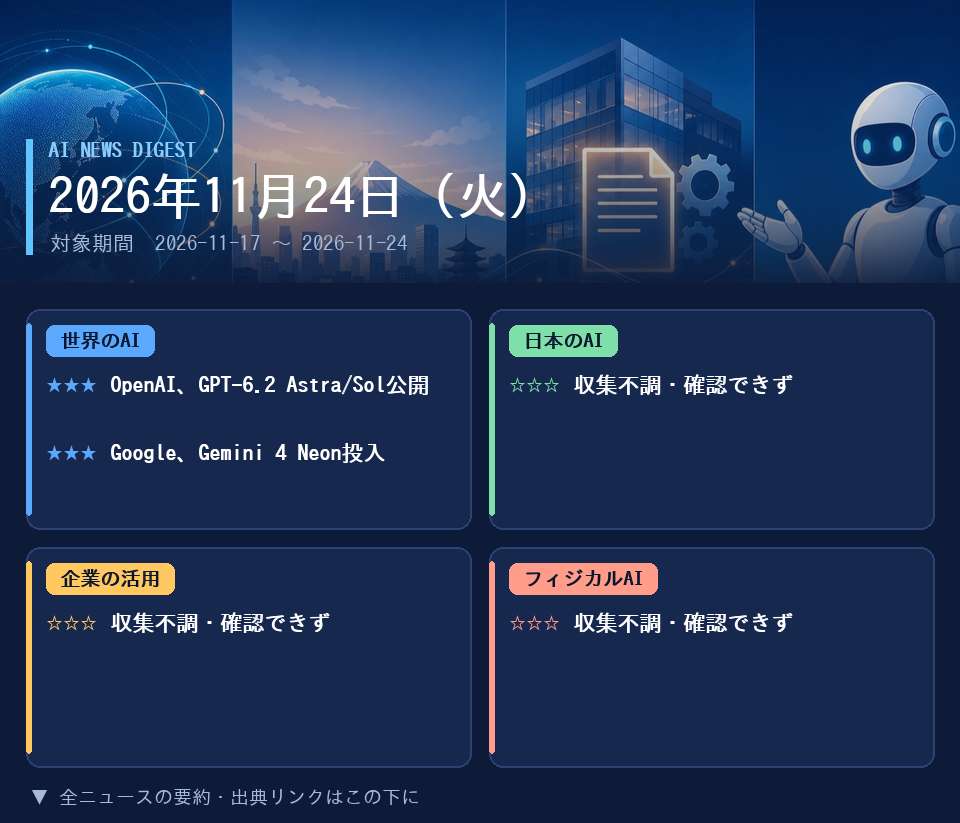 AI NEWS DIGEST
2026年11月24日（火）
対象期間　2026-11-17 ～ 2026-11-24
世界のAI
★★★ OpenAI、GPT-6.2 Astra/Sol公開
★★★ Google、Gemini 4 Neon投入
日本のAI
☆☆☆ 収集不調・確認できず
企業の活用
☆☆☆ 収集不調・確認できず
フィジカルAI
☆☆☆ 収集不調・確認できず
▼ 全ニュースの要約・出典リンクはこの下に